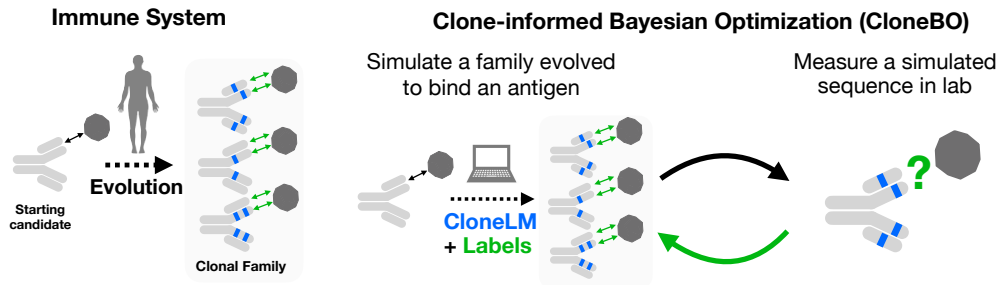 Immune System
Evolution
Starting
candidate
Clonal Family
Clone-informed Bayesian Optimization (CloneBO)
Simulate a family evolved
to bind an antigen
CloneLM
+ Labels
Measure a simulated
sequence in lab
?